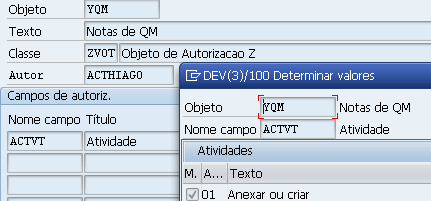 Objeto YQM
Texto Notas de QM
Classe ZVOT Objeto de Autorizacao Z
Autor ACTHIAGO
DEV(3)/100 Determinar valores
Campos de autoriz.
Nome campo Título
ACTVT Atividade
Objeto YQM Notas de QM
Nome campo ACTVT Atividade
Atividades
M. A... Texto
01 Anexar ou criar